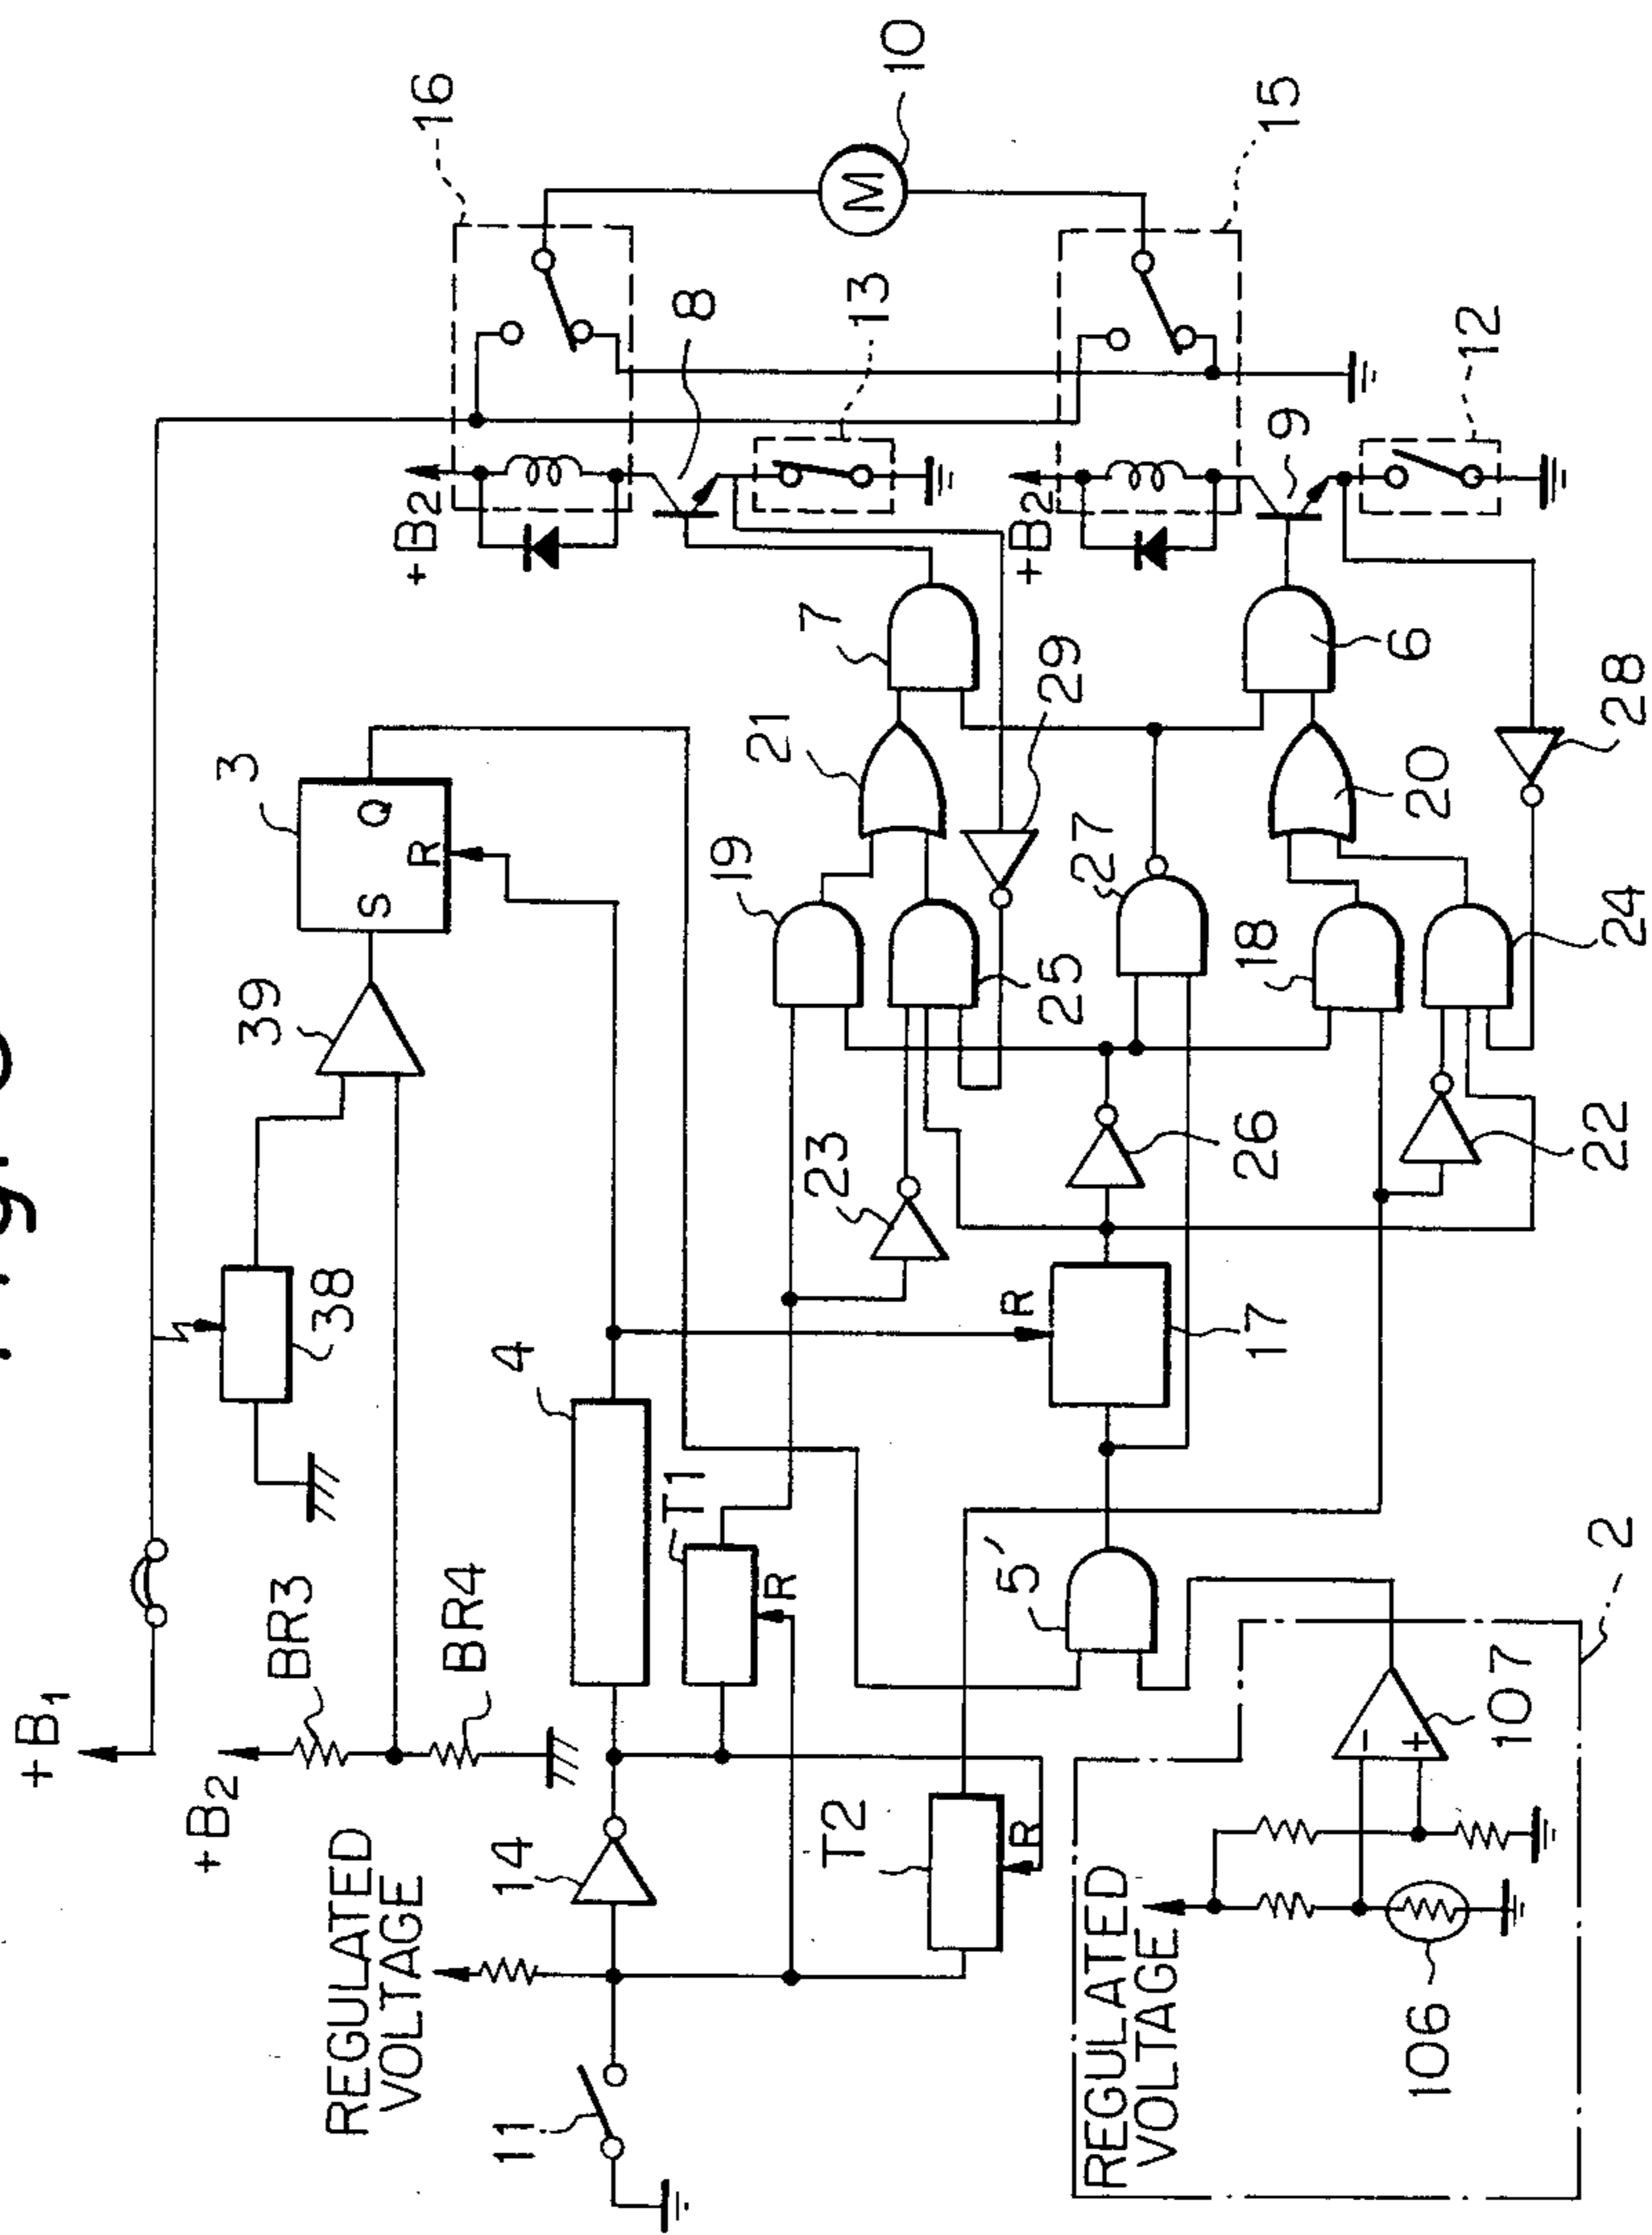 +B1
+B2
BR3
BR4
REGULATED
VOLTAGE
11
14
4
T1
R
T2
R
38
39
3
S
Q
R
16
10
M
15
+B2
8
13
+B2
9
12
7
21
19
29
25
23
27
26
R
17
6
20
28
18
24
22
5'
2
REGULATED
VOLTAGE
106
-
+
107